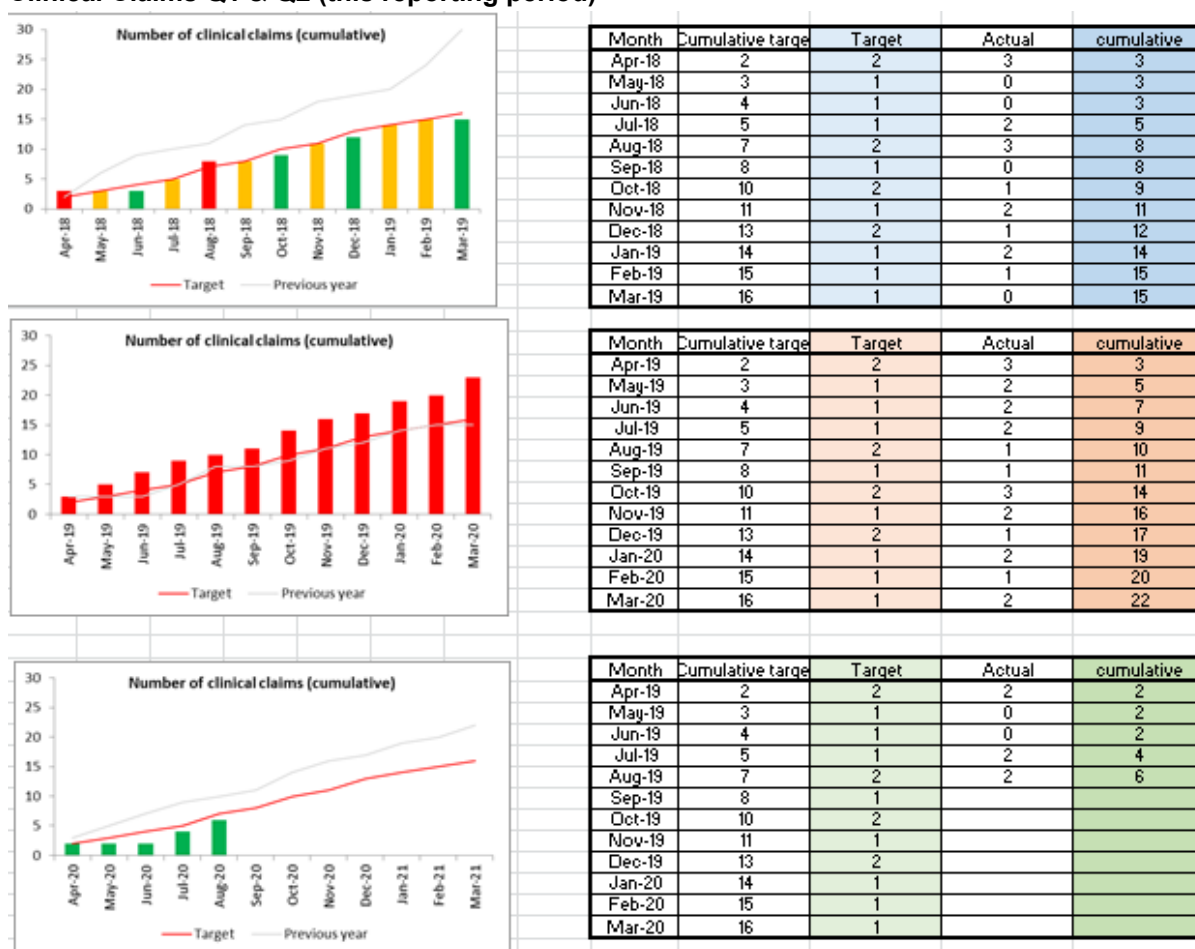 Clinical Claims Q1 & Q2 (this reporting period)
Number of clinical claims (cumulative)
30
25
20
15
10
5
0
Apr-18 May-18 Jun-18 Jul-18 Aug-18 Sep-18 Oct-18 Nov-18 Dec-18 Jan-19 Feb-19 Mar-19
Target Previous year
Month Cumulative targe Target Actual cumulative
Apr-18 2 2 3 3
May-18 3 1 0 3
Jun-18 4 1 0 3
Jul-18 5 1 2 5
Aug-18 7 2 3 8
Sep-18 8 1 0 8
Oct-18 10 2 1 9
Nov-18 11 1 2 11
Dec-18 13 2 1 12
Jan-19 14 1 2 14
Feb-19 15 1 1 15
Mar-19 16 1 0 15
Number of clinical claims (cumulative)
30
25
20
15
10
5
0
Apr-19 May-19 Jun-19 Jul-19 Aug-19 Sep-19 Oct-19 Nov-19 Dec-19 Jan-20 Feb-20 Mar-20
Target Previous year
Month Cumulative targe Target Actual cumulative
Apr-19 2 2 3 3
May-19 3 1 2 5
Jun-19 4 1 2 7
Jul-19 5 1 2 9
Aug-19 7 2 1 10
Sep-19 8 1 1 11
Oct-19 10 2 3 14
Nov-19 11 1 2 16
Dec-19 13 2 1 17
Jan-20 14 1 2 19
Feb-20 15 1 1 20
Mar-20 16 1 2 22
Number of clinical claims (cumulative)
30
25
20
15
10
5
0
Apr-20 May-20 Jun-20 Jul-20 Aug-20 Sep-20 Oct-20 Nov-20 Dec-20 Jan-21 Feb-21 Mar-21
Target Previous year
Month Cumulative targe Target Actual cumulative
Apr-19 2 2 2 2
May-19 3 1 0 2
Jun-19 4 1 0 2
Jul-19 5 1 2 4
Aug-19 7 2 2 6
Sep-19 8 1
Oct-19 10 2
Nov-19 11 1
Dec-19 13 2
Jan-20 14 1
Feb-20 15 1
Mar-20 16 1